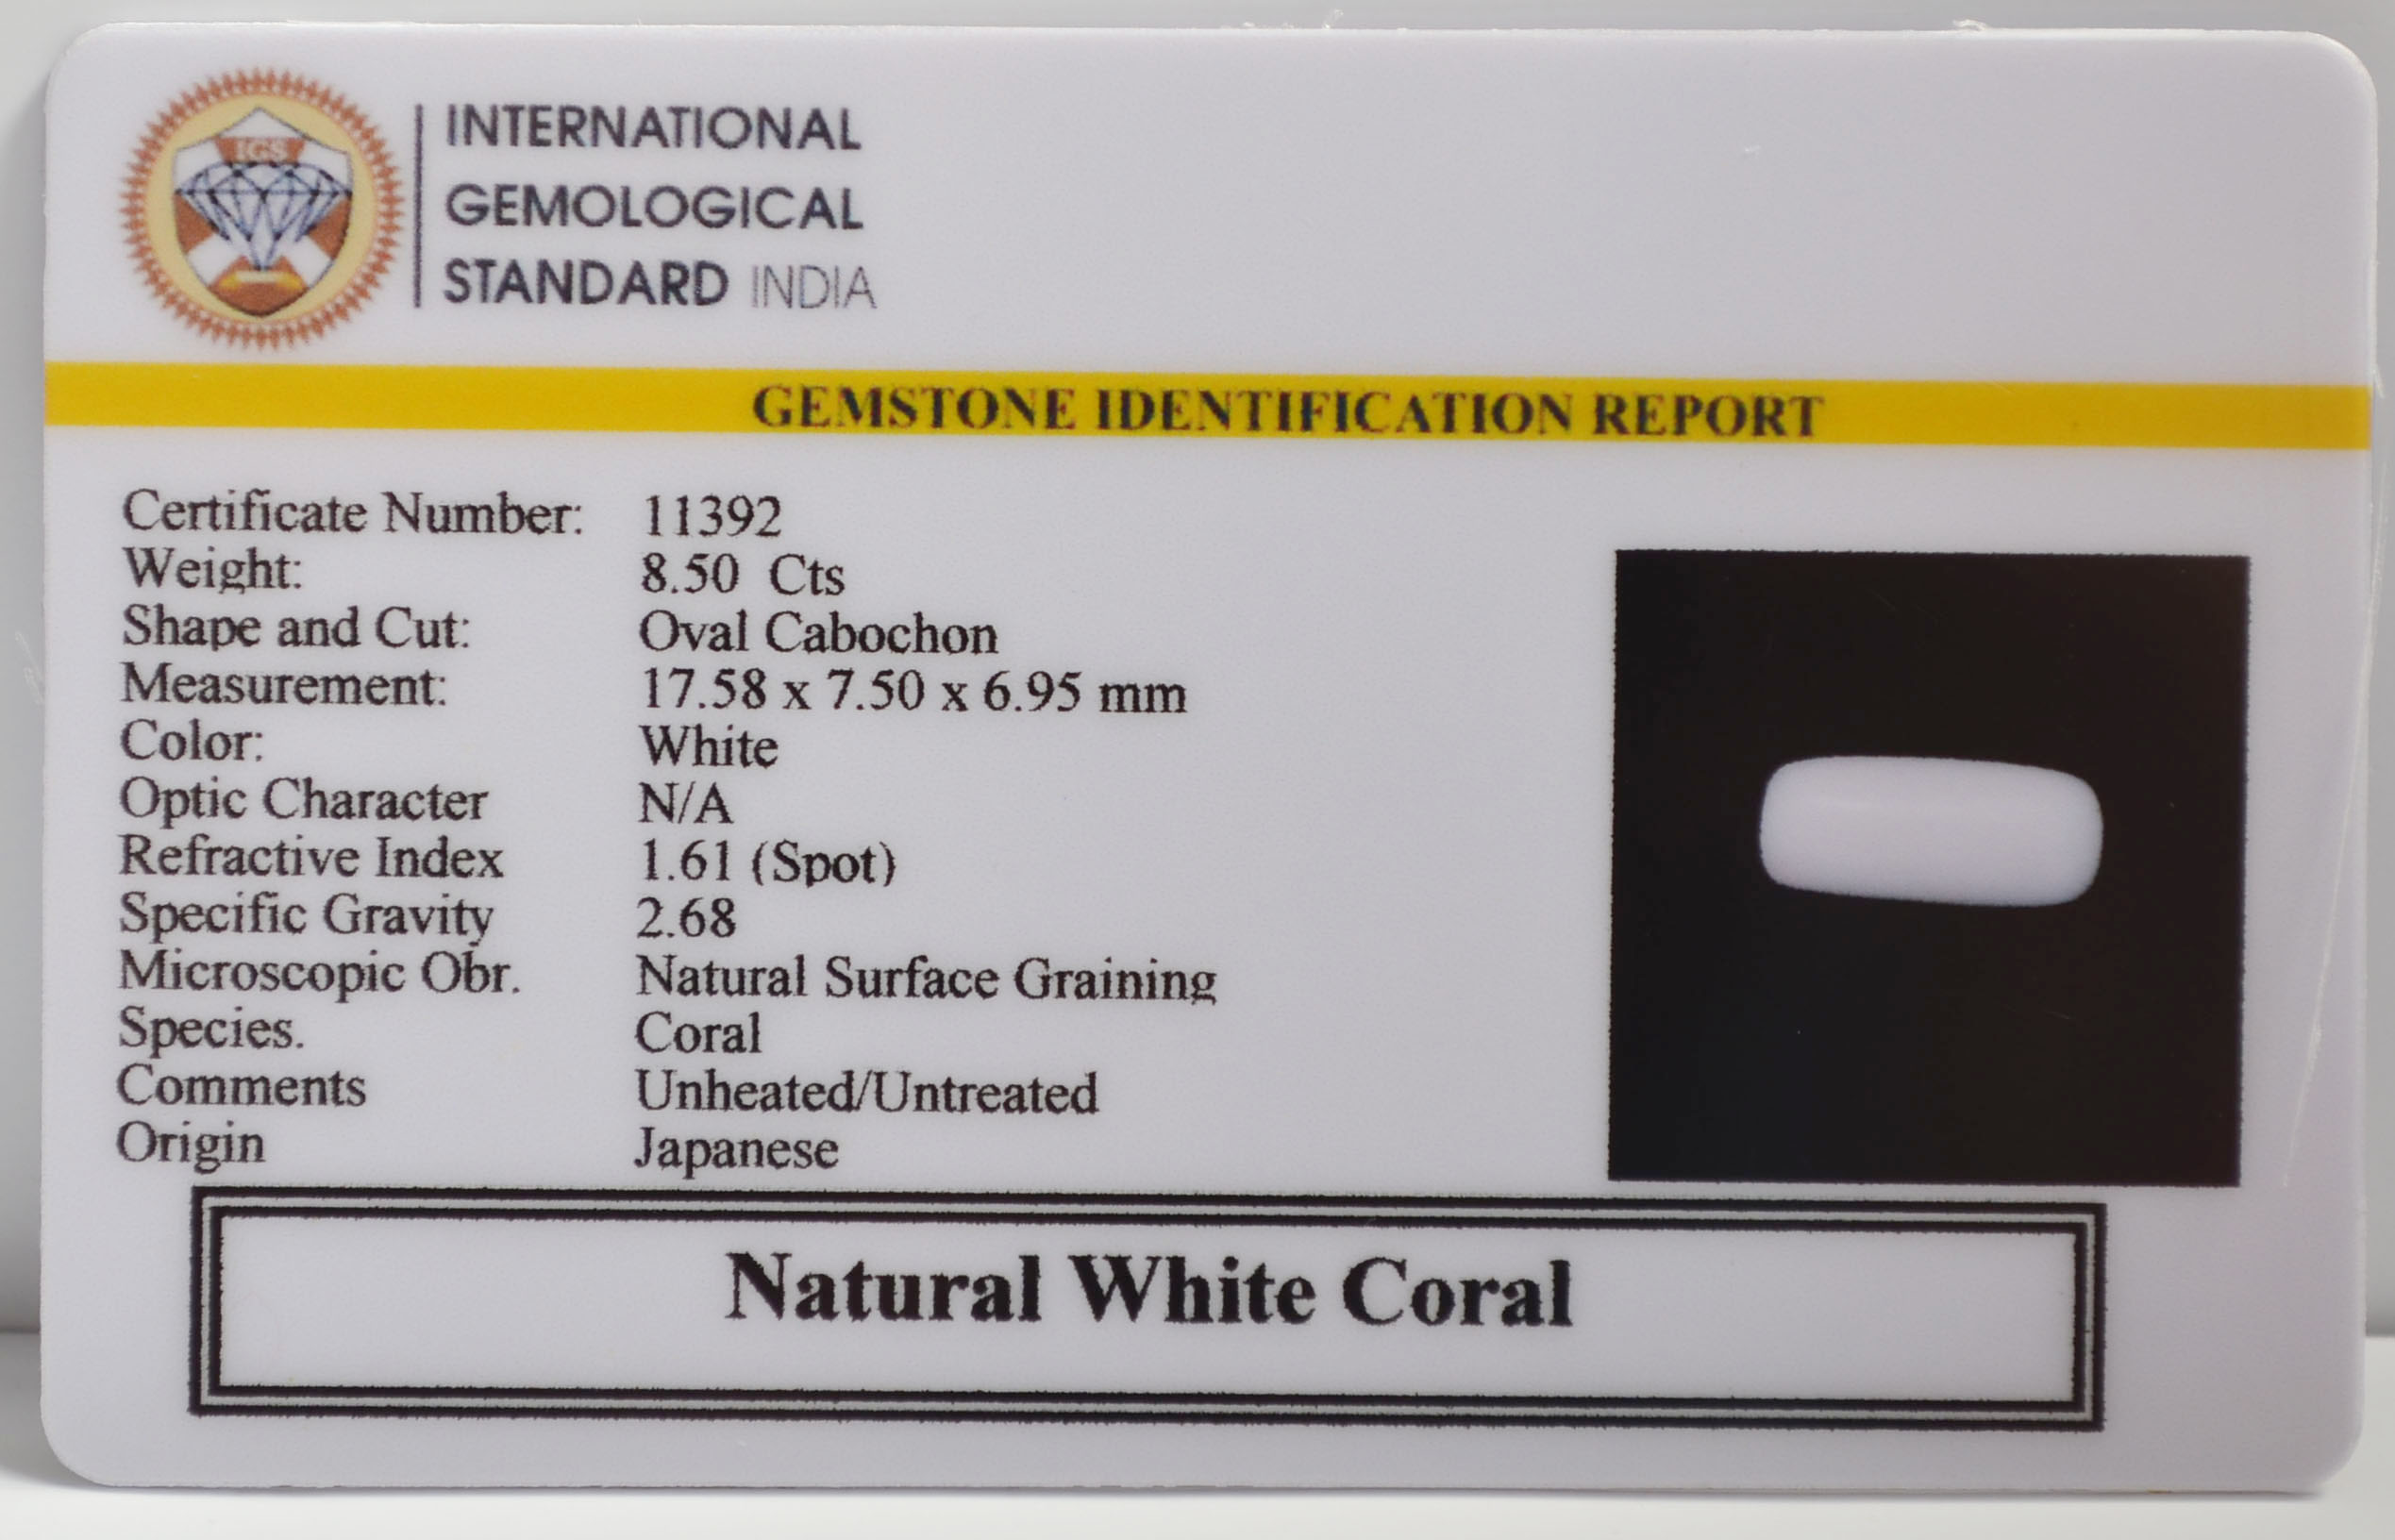 IGS
INTERNATIONAL
GEMOLOGICAL
STANDARD INDIA
GEMSTONE IDENTIFICATION REPORT
Certificate Number: 11392
Weight: 8.50 Cts
Shape and Cut: Oval Cabochon
Measurement: 17.58 x 7.50 x 6.95 mm
Color: White
Optic Character N/A
Refractive Index 1.61 (Spot)
Specific Gravity 2.68
Microscopic Obr. Natural Surface Graining
Species. Coral
Comments Unheated/Untreated
Origin Japanese
Natural White Coral